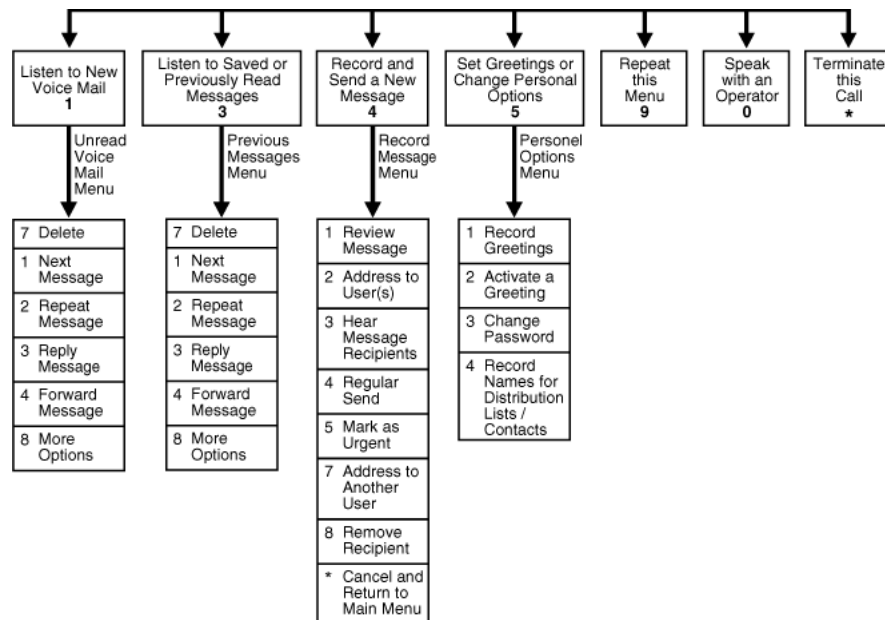 Listen to New
Voice Mail
1
Listen to Saved or
Previously Read
Messages
3
Record and
Send a New
Message
4
Set Greetings or
Change Personal
Options
5
Repeat
this
Menu
9
Speak
with an
Operator
0
Terminate
this
Call
*
Unread
Voice
Mail
Menu
Previous
Messages
Menu
Record
Message
Menu
Personel
Options
Menu
7 Delete
1 Next
Message
2 Repeat
Message
3 Reply
Message
4 Forward
Message
8 More
Options
7 Delete
1 Next
Message
2 Repeat
Message
3 Reply
Message
4 Forward
Message
8 More
Options
1 Review
Message
2 Address to
User(s)
3 Hear
Message
Recipients
4 Regular
Send
5 Mark as
Urgent
7 Address to
Another
User
8 Remove
Recipient
* Cancel and
Return to
Main Menu
1 Record
Greetings
2 Activate a
Greeting
3 Change
Password
4 Record
Names for
Distribution
Lists /
Contacts